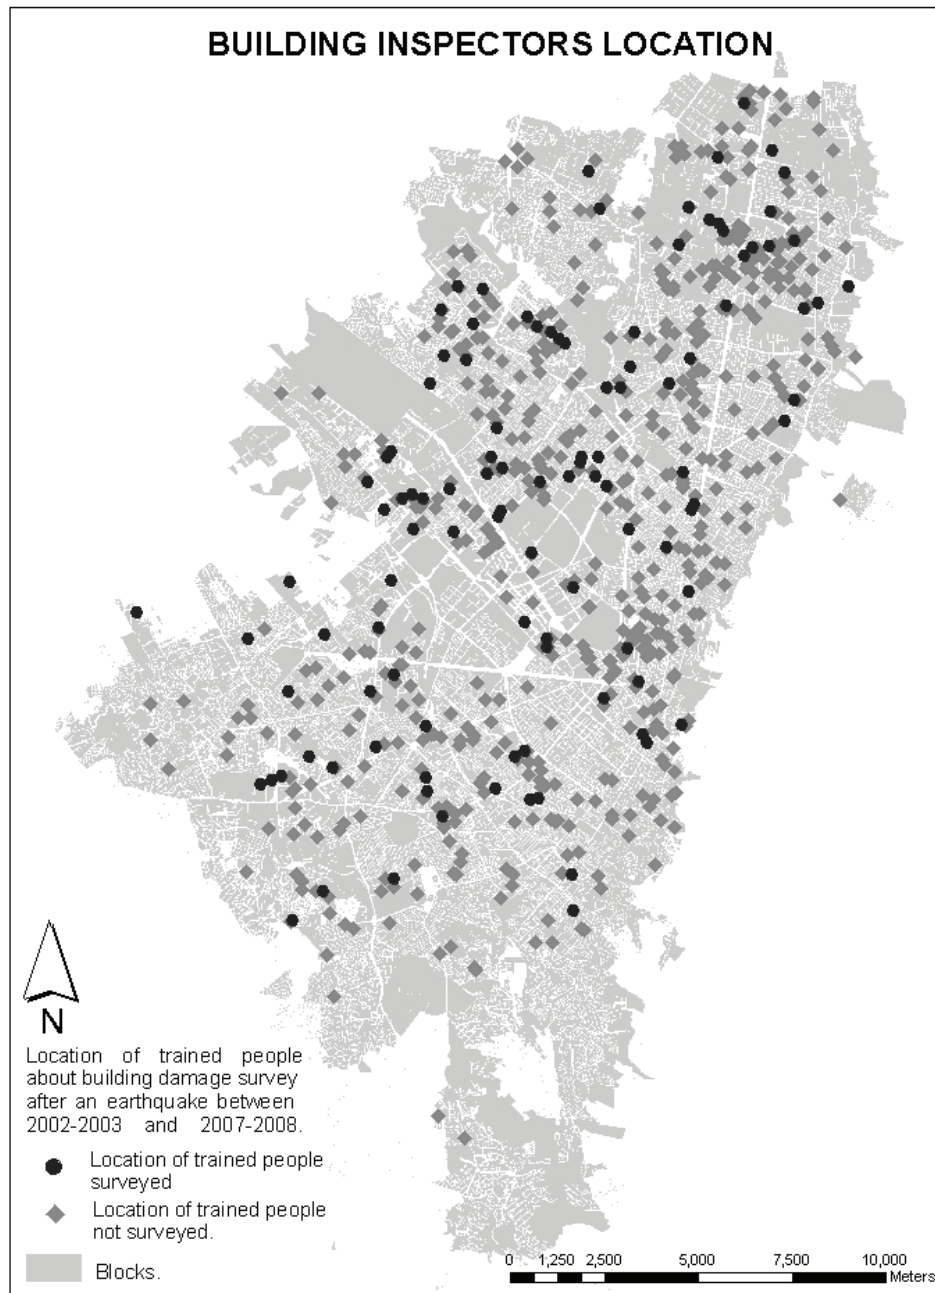 BUILDING INSPECTORS LOCATION
N
Location of trained people
about building damage survey
after an earthquake between
2002-2003 and 2007-2008.
Location of trained people
surveyed
Location of trained people
not surveyed.
Blocks.
0 1,250 2,500 5,000 7,500 10,000
Meters